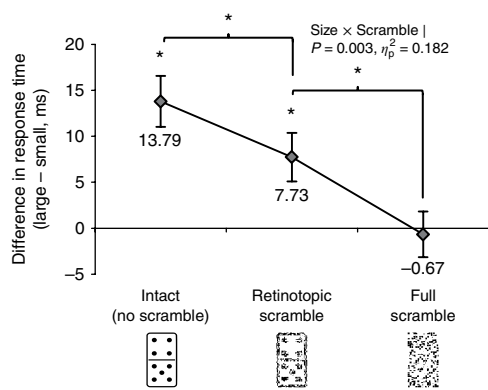 Size × Scramble |
P = 0.003, η²ₚ = 0.182
*
*
*
*
20
15
10
5
0
–5
Difference in response time
(large – small, ms)
13.79
7.73
–0.67
Intact
(no scramble)
Retinotopic
scramble
Full
scramble